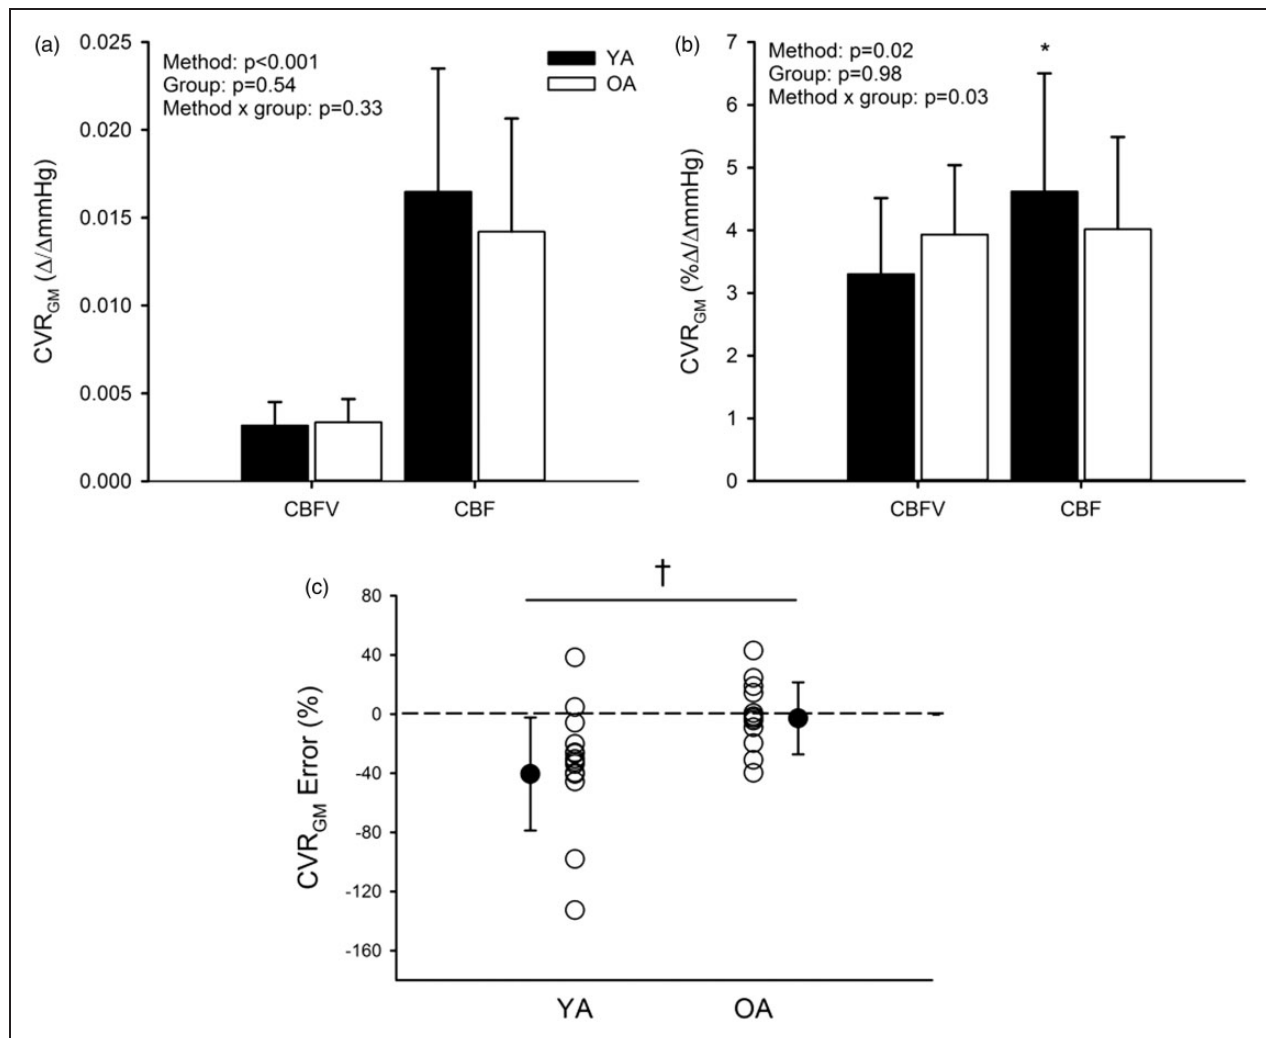 (a)
0.025
0.020
0.015
0.010
0.005
0.000
CVRGM (Δ/ΔmmHg)
Method: p<0.001
Group: p=0.54
Method x group: p=0.33
YA
OA
CBFV
CBF
(b)
7
6
5
4
3
2
1
0
CVRGM (%Δ/ΔmmHg)
Method: p=0.02
Group: p=0.98
Method x group: p=0.03
*
CBFV
CBF
(c)
†
80
40
0
-40
-80
-120
-160
CVRGM Error (%)
YA
OA